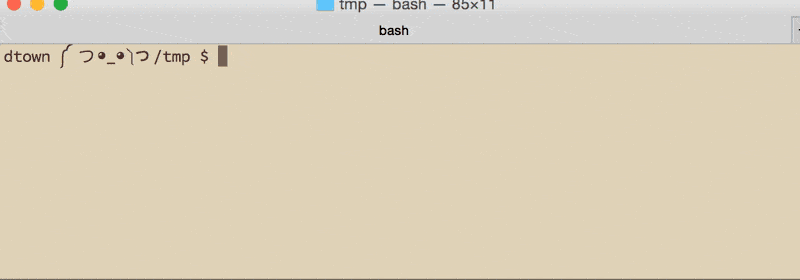 tmp — bash — 85×11
bash
dtown ༼ つ ◕_◕ ༽つ /tmp $